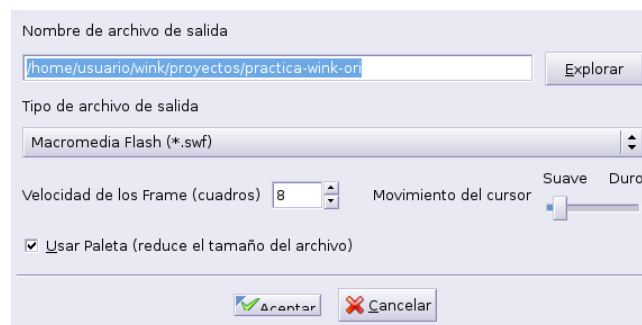 Nombre de archivo de salida
/home/usuario/wink/proyectos/practica-wink-ori
Explorar
Tipo de archivo de salida
Macromedia Flash (*.swf)
Velocidad de los Frame (cuadros) 8 Movimiento del cursor Suave Duro
Usar Paleta (reduce el tamaño del archivo)
Aceptar Cancelar